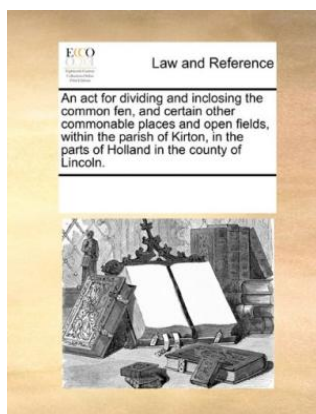 ECCO
Law and Reference
An act for dividing and inclosing the
common fen, and certain other
commonable places and open fields,
within the parish of Kirton, in the
parts of Holland in the county of
Lincoln.